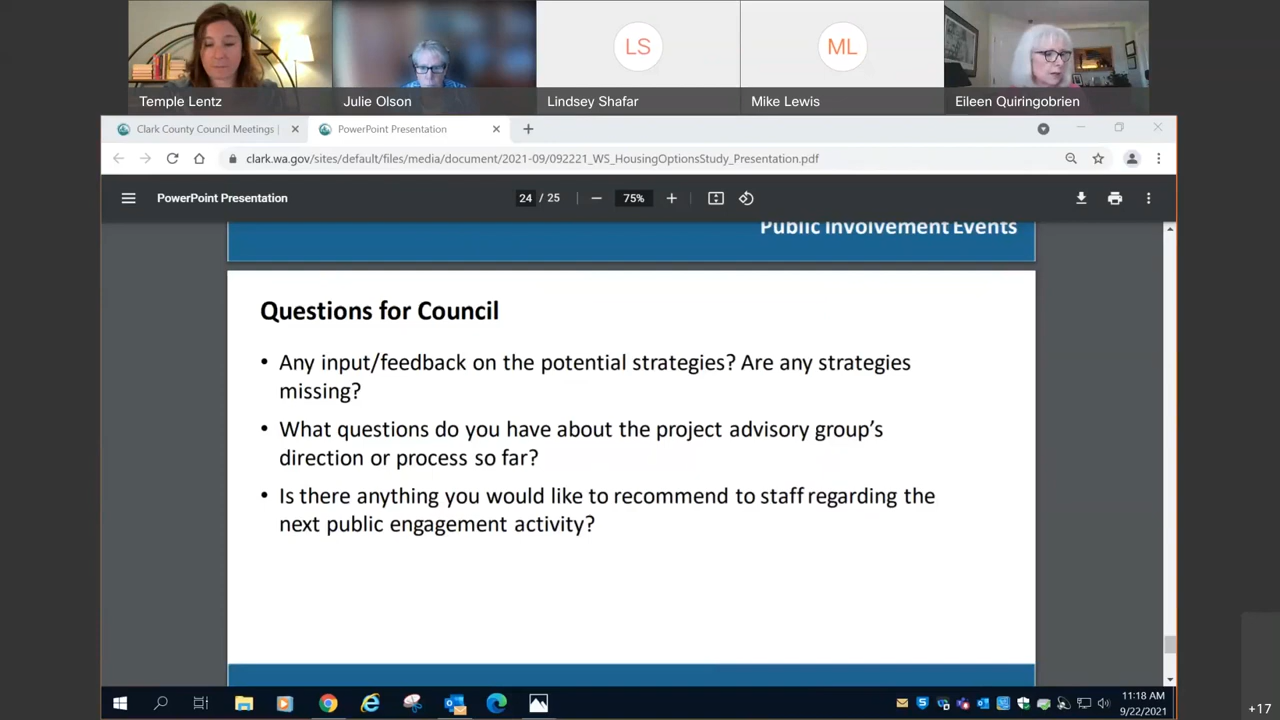 LS
ML
Temple Lentz
Julie Olson
Lindsey Shafar
Mike Lewis
Eileen Quiringobrien
Clark County Council Meetings |
PowerPoint Presentation
clark.wa.gov/sites/default/files/media/document/2021-09/092221_WS_HousingOptionsStudy_Presentation.pdf
PowerPoint Presentation
24 / 25
75%
Public Involvement Events
Questions for Council
• Any input/feedback on the potential strategies? Are any strategies
missing?
• What questions do you have about the project advisory group's
direction or process so far?
• Is there anything you would like to recommend to staff regarding the
next public engagement activity?
11:18 AM
9/22/2021
+17